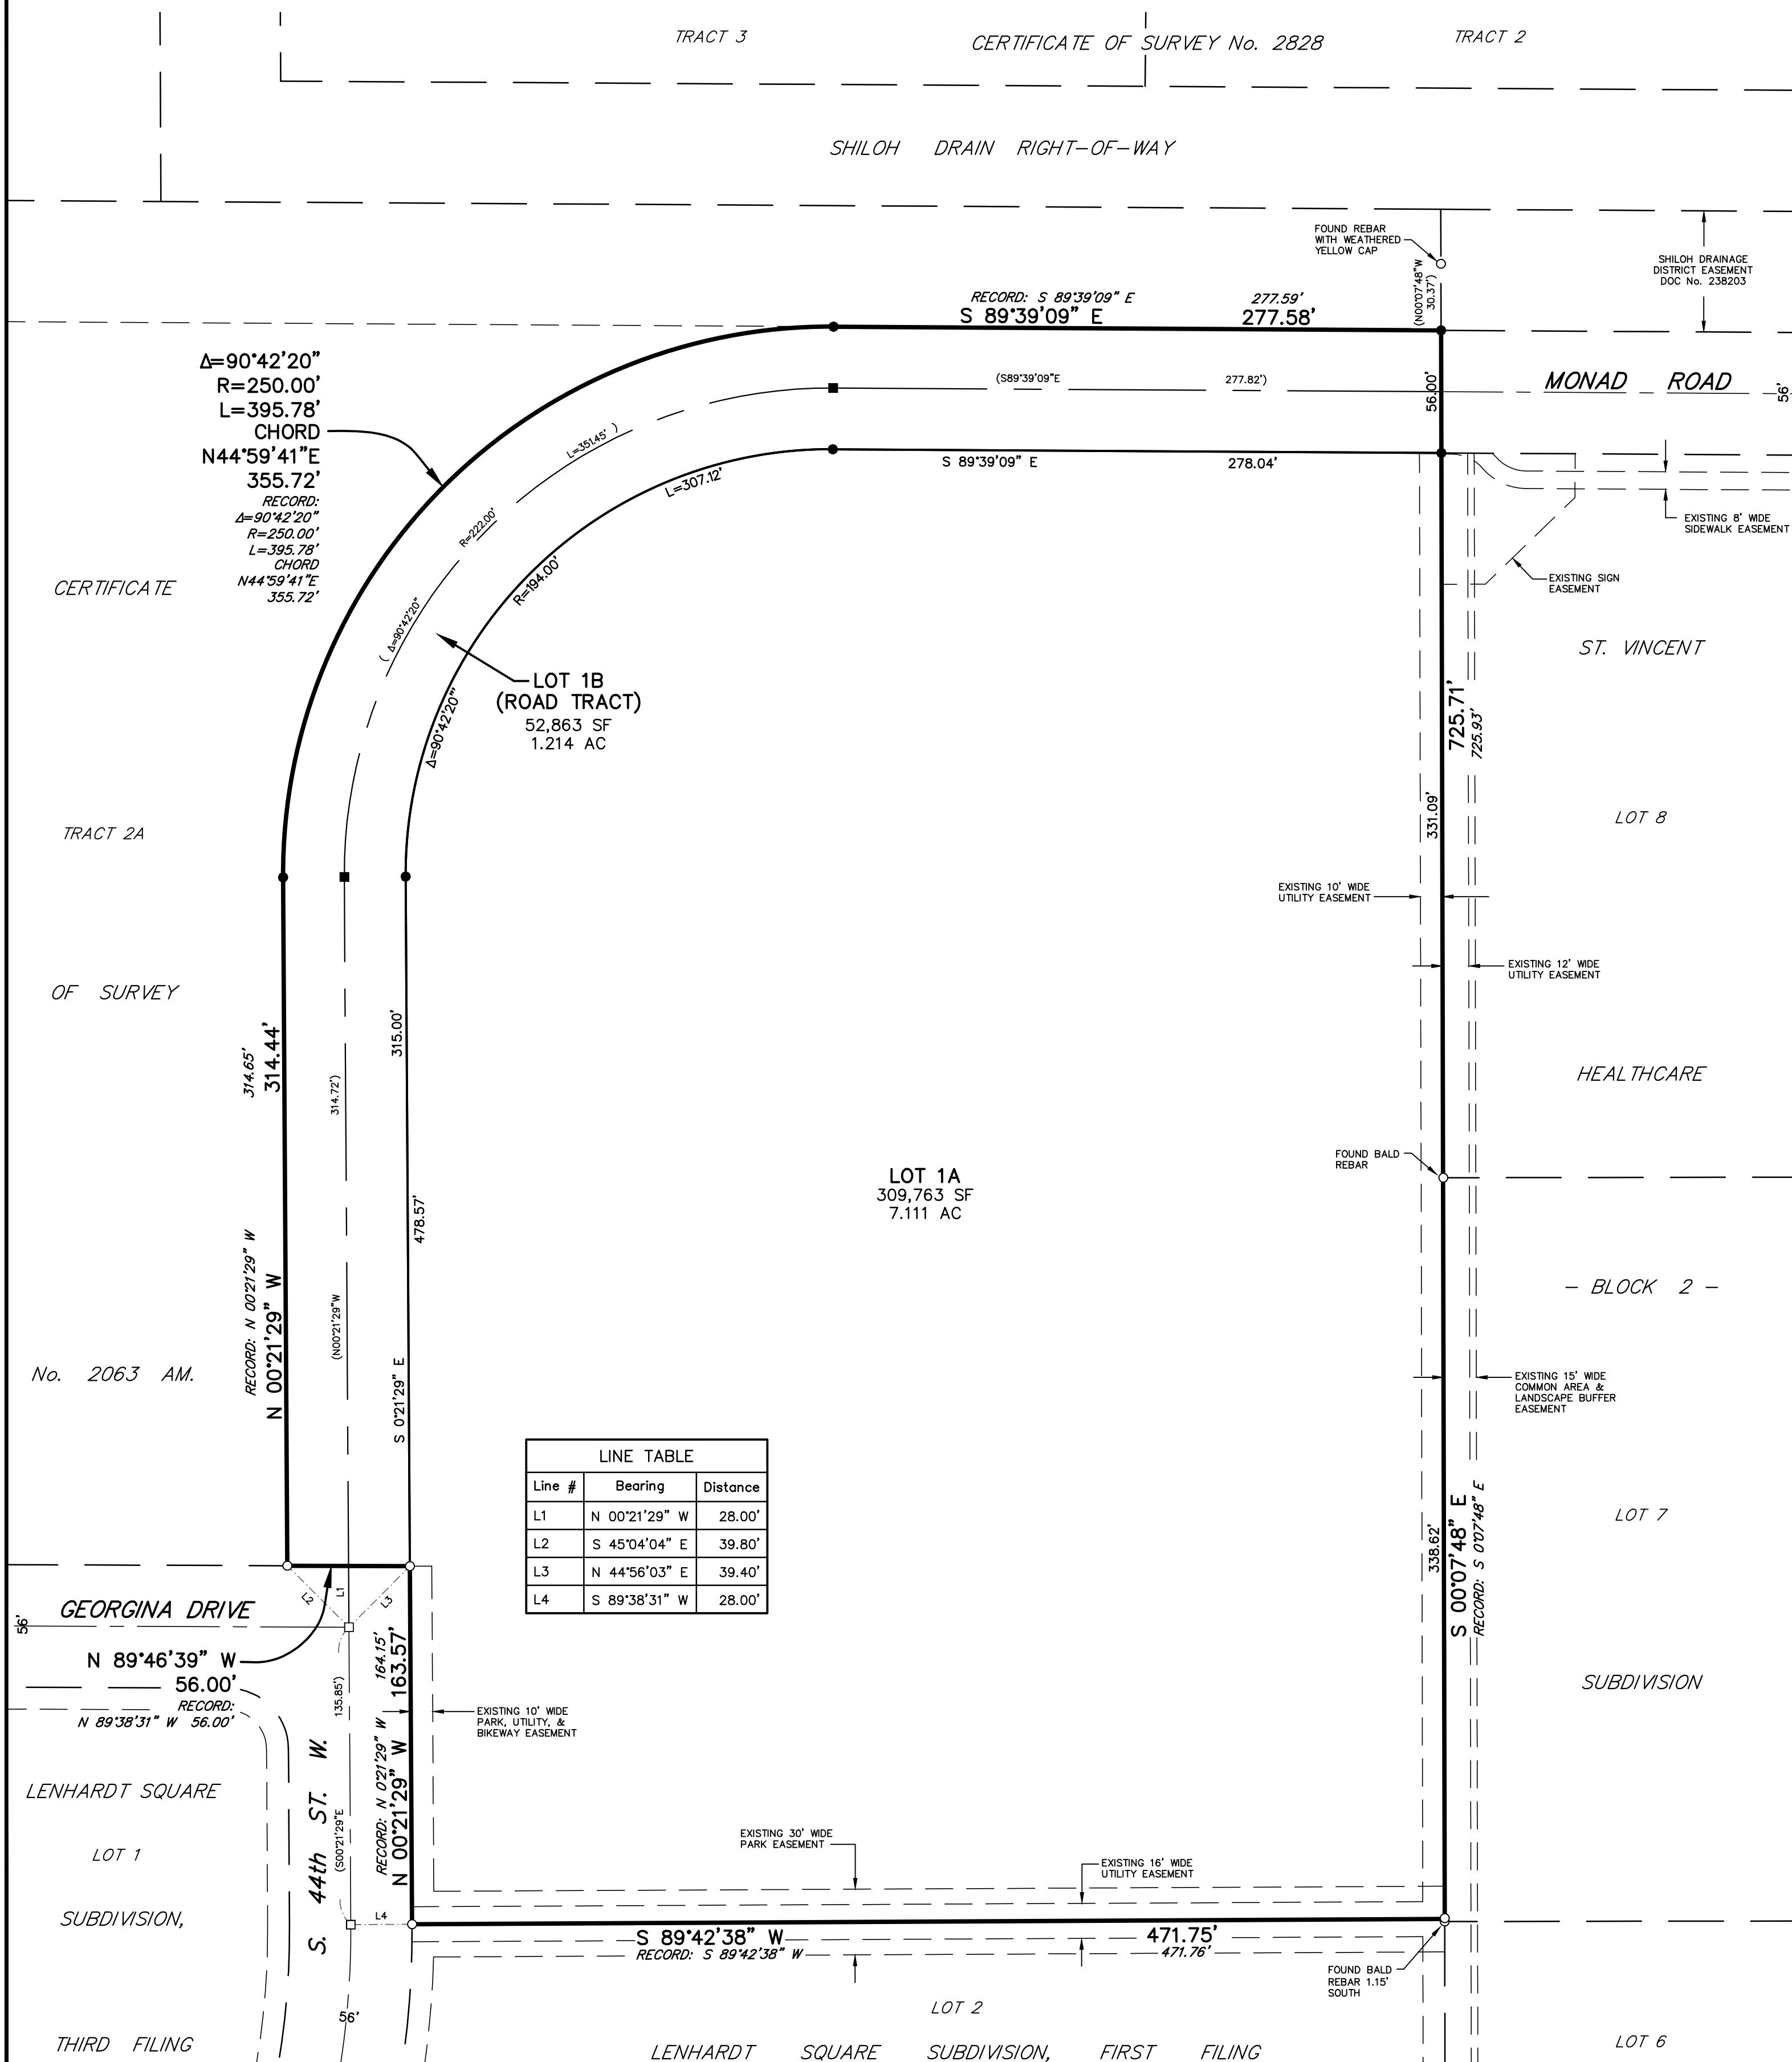 TRACT 3
CERTIFICATE OF SURVEY No. 2828
TRACT 2
SHILOH DRAIN RIGHT-OF-WAY
FOUND REBAR
WITH WEATHERED
YELLOW CAP
(N00°07'48"W
30.37')
SHILOH DRAINAGE
DISTRICT EASEMENT
DOC No. 238203
RECORD: S 89°39'09" E 277.59'
S 89°39'09" E 277.58'
Δ=90°42'20"
R=250.00'
L=395.78'
CHORD
N44°59'41"E
355.72'
RECORD:
Δ=90°42'20"
R=250.00'
L=395.78'
CHORD
N44°59'41"E
355.72'
(S89°39'09"E 277.82')
56.00'
MONAD ROAD
56'
L=351.45' )
R=222.00'
( Δ=90°42'20"
S 89°39'09" E 278.04'
L=307.12'
R=194.00'
Δ=90°42'20"'
EXISTING 8' WIDE
SIDEWALK EASEMENT
EXISTING SIGN
EASEMENT
CERTIFICATE
TRACT 2A
OF SURVEY
No. 2063 AM.
LOT 1B
(ROAD TRACT)
52,863 SF
1.214 AC
ST. VINCENT
LOT 8
HEALTHCARE
- BLOCK 2 -
LOT 7
SUBDIVISION
LOT 6
725.71'
725.93'
331.09'
EXISTING 10' WIDE
UTILITY EASEMENT
EXISTING 12' WIDE
UTILITY EASEMENT
314.65'
314.44'
RECORD: N 00°21'29" W
N 00°21'29" W
314.72')
(N00°21'29"W
315.00'
478.57'
S 0°21'29" E
FOUND BALD
REBAR
LOT 1A
309,763 SF
7.111 AC
EXISTING 15' WIDE
COMMON AREA &
LANDSCAPE BUFFER
EASEMENT
LINE TABLE
Line # Bearing Distance
L1 N 00°21'29" W 28.00'
L2 S 45°04'04" E 39.80'
L3 N 44°56'03" E 39.40'
L4 S 89°38'31" W 28.00'
338.62'
S 00°07'48" E
RECORD: S 0°07'48" E
L2
L1
L3
GEORGINA DRIVE
56'
N 89°46'39" W
56.00'
RECORD:
N 89°38'31" W 56.00'
135.85')
(S00°21'29"E
164.15'
163.57'
RECORD: N 0°21'29" W
N 00°21'29" W
EXISTING 10' WIDE
PARK, UTILITY, &
BIKEWAY EASEMENT
S. 44th ST. W.
LENHARDT SQUARE
LOT 1
SUBDIVISION,
THIRD FILING
EXISTING 30' WIDE
PARK EASEMENT
EXISTING 16' WIDE
UTILITY EASEMENT
L4
S 89°42'38" W 471.75'
RECORD: S 89°42'38" W 471.76'
FOUND BALD
REBAR 1.15'
SOUTH
56'
LOT 2
LENHARDT SQUARE SUBDIVISION, FIRST FILING